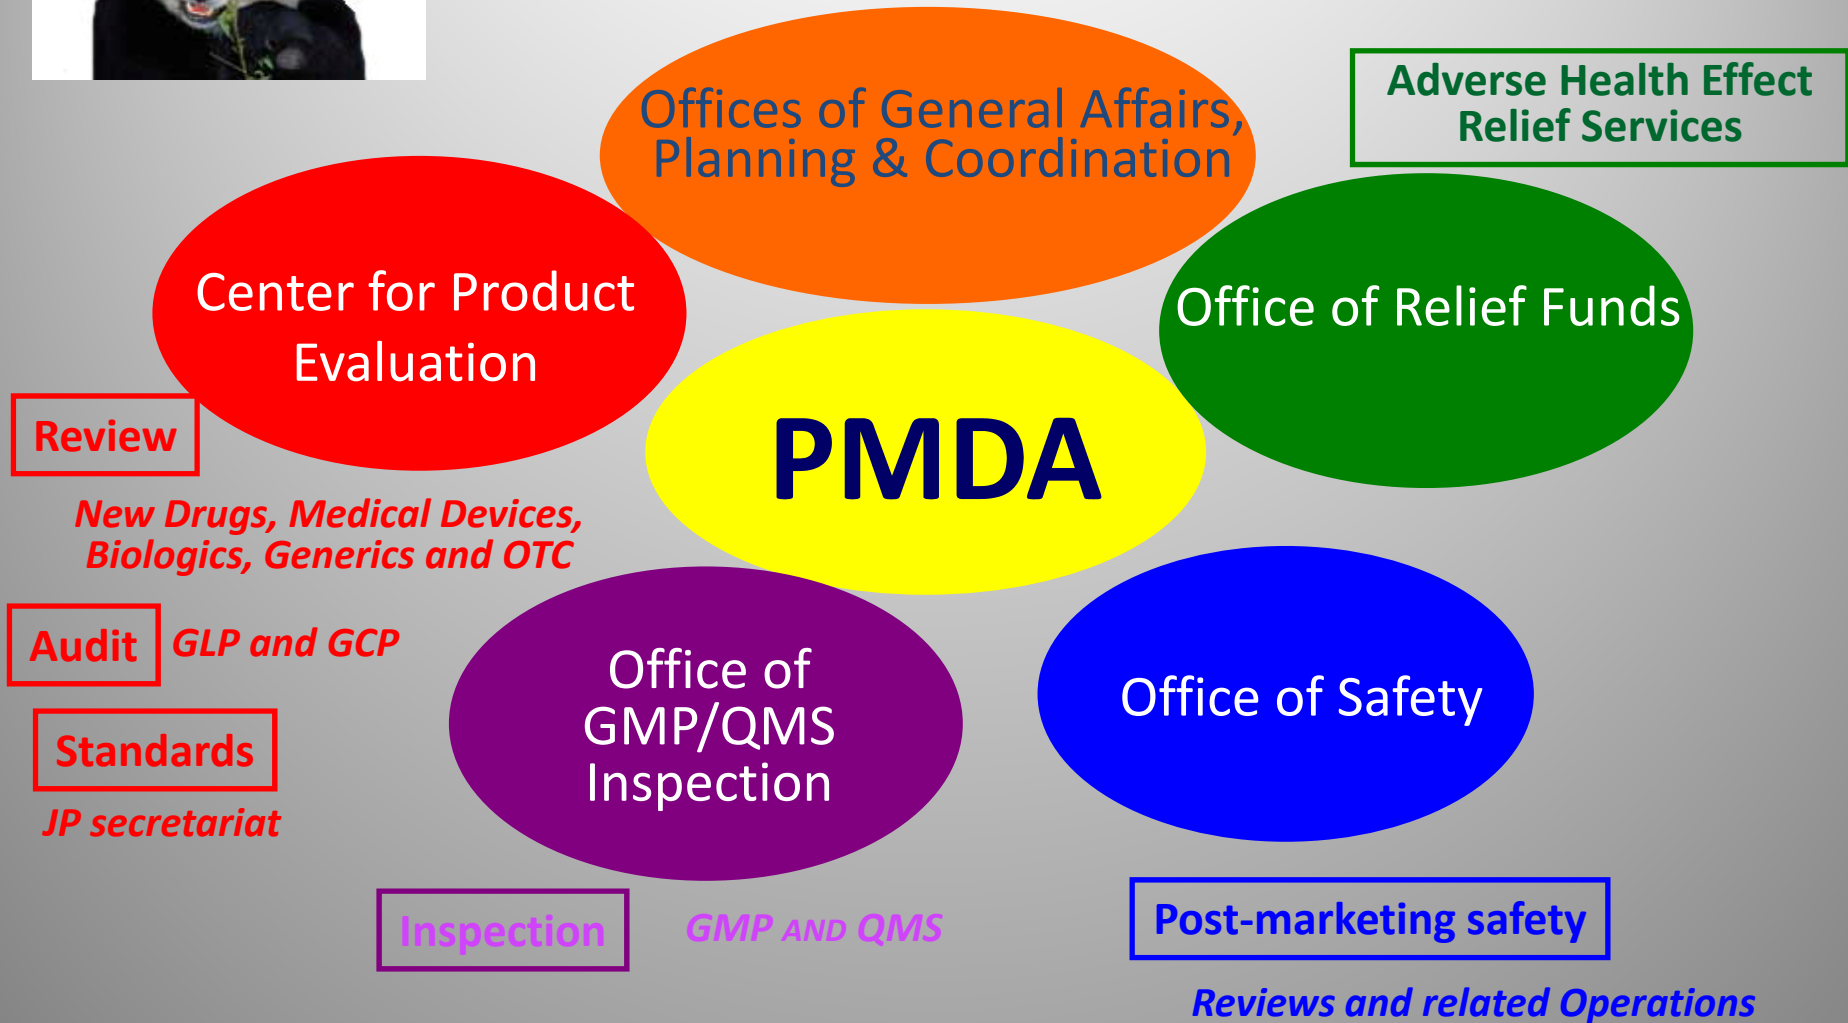 Offices of General Affairs,
Planning & Coordination
Adverse Health Effect
Relief Services
Center for Product
Evaluation
Office of Relief Funds
PMDA
Review
New Drugs, Medical Devices,
Biologics, Generics and OTC
Audit
GLP and GCP
Standards
JP secretariat
Office of
GMP/QMS
Inspection
Office of Safety
Inspection
GMP AND QMS
Post-marketing safety
Reviews and related Operations